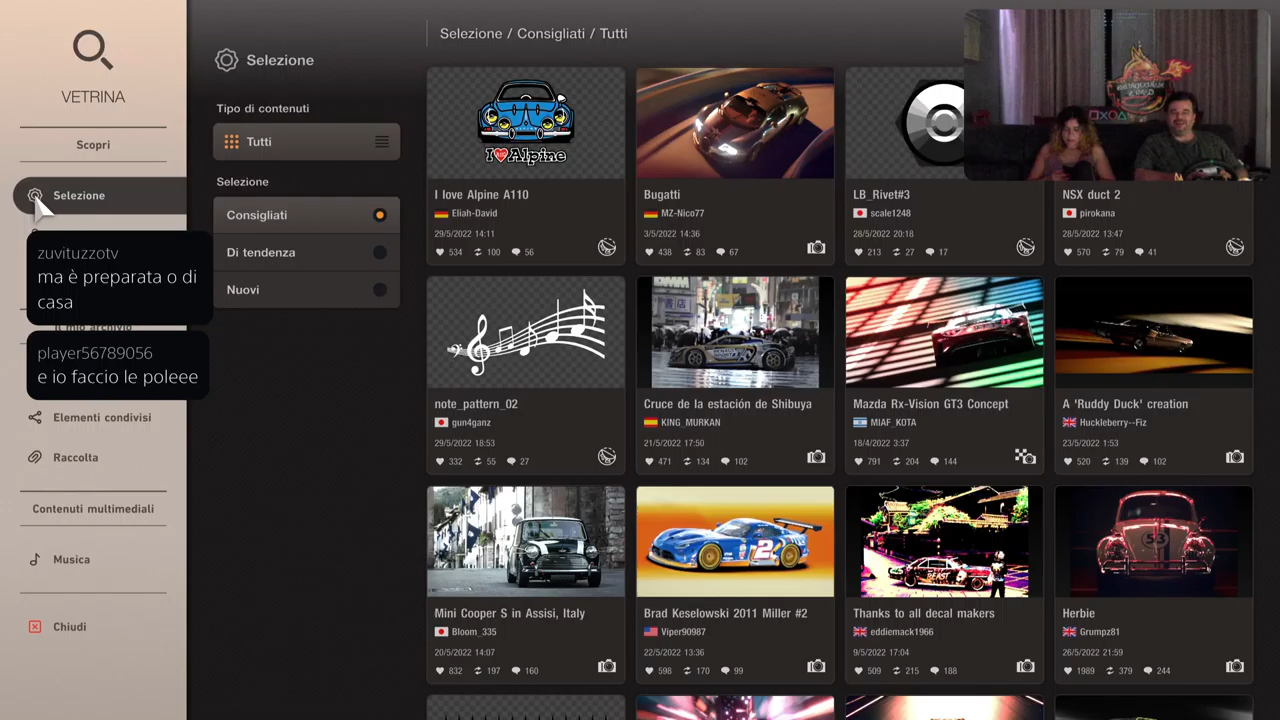 VETRINA
Scopri
Selezione
zuvituzzotv
ma è preparata o di
casa
Il mio archivio
player56789056
e io faccio le poleee
Elementi condivisi
Raccolta
Contenuti multimediali
Musica
Chiudi
Selezione
Tipo di contenuti
Tutti
Selezione
Consigliati
Di tendenza
Nuovi
Selezione / Consigliati / Tutti
I Alpine
I love Alpine A110
Eliah-David
29/5/2022 14:11
534 100 56
Bugatti
MZ-Nico77
3/5/2022 14:36
438 83 67
LB_Rivet#3
scale1248
28/5/2022 20:18
213 27 17
NSX duct 2
pirokana
28/5/2022 13:47
570 79 41
note_pattern_02
gun4ganz
29/5/2022 18:53
332 55 27
Cruce de la estación de Shibuya
KING_MURKAN
21/5/2022 17:50
471 134 102
Mazda Rx-Vision GT3 Concept
MIAF_KOTA
18/4/2022 3:37
791 204 144
A 'Ruddy Duck' creation
Huckleberry--Fiz
23/5/2022 1:53
520 139 102
Mini Cooper S in Assisi, Italy
Bloom_335
20/5/2022 14:07
832 197 160
2
Brad Keselowski 2011 Miller #2
Viper90987
22/5/2022 13:36
598 170 99
BEAST
Thanks to all decal makers
eddiemack1966
9/5/2022 17:04
509 215 188
53
Herbie
Grumpz81
26/5/2022 21:59
1989 379 244